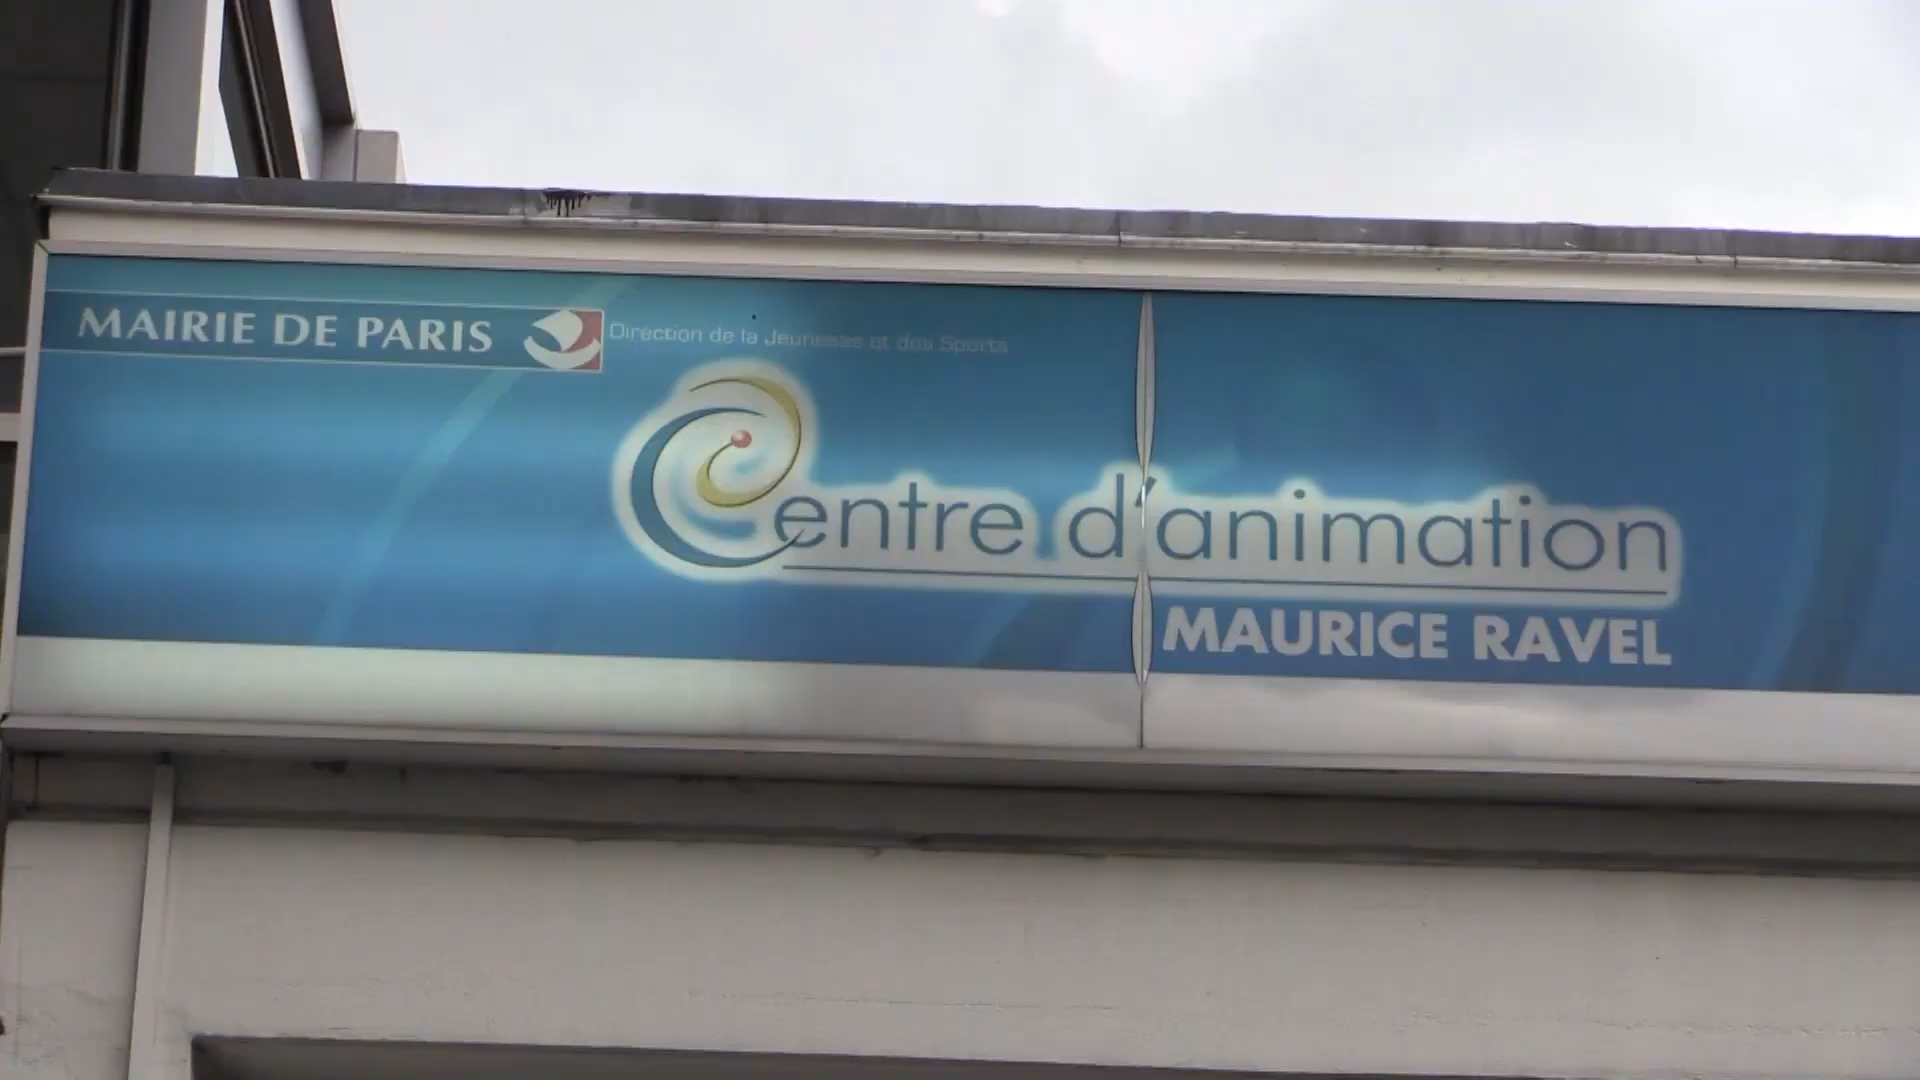 MAIRIE DE PARIS
Direction de la Jeunesse et des Sports
Centre d'animation
MAURICE RAVEL